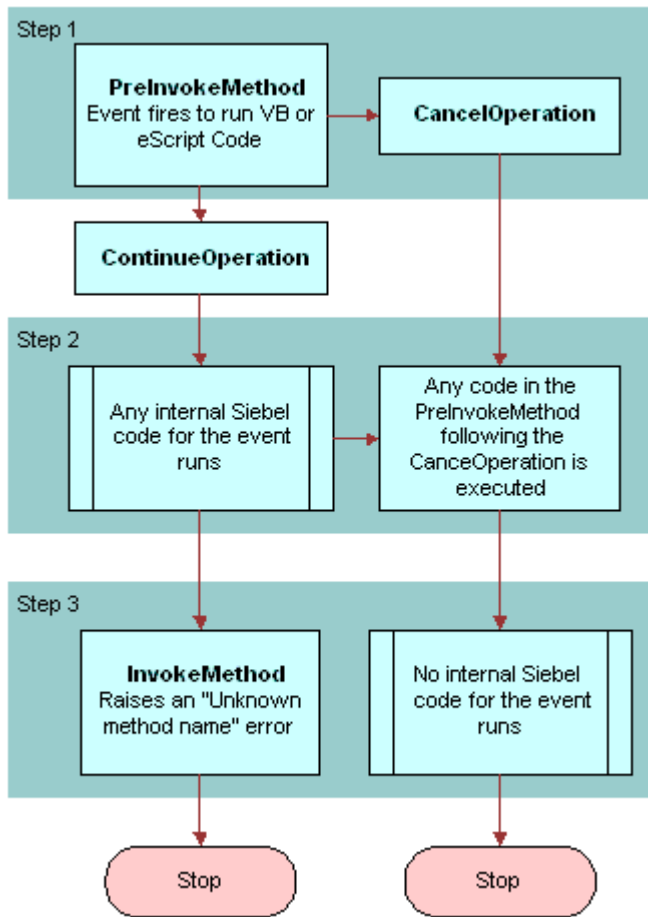 Step 1
PreInvokeMethod
Event fires to run VB or
eScript Code
CancelOperation
ContinueOperation
Step 2
Any internal Siebel
code for the event
runs
Any code in the
PreInvokeMethod
following the
CanceOperation is
executed
Step 3
InvokeMethod
Raises an "Unknown
method name" error
No internal Siebel
code for the event
runs
Stop
Stop